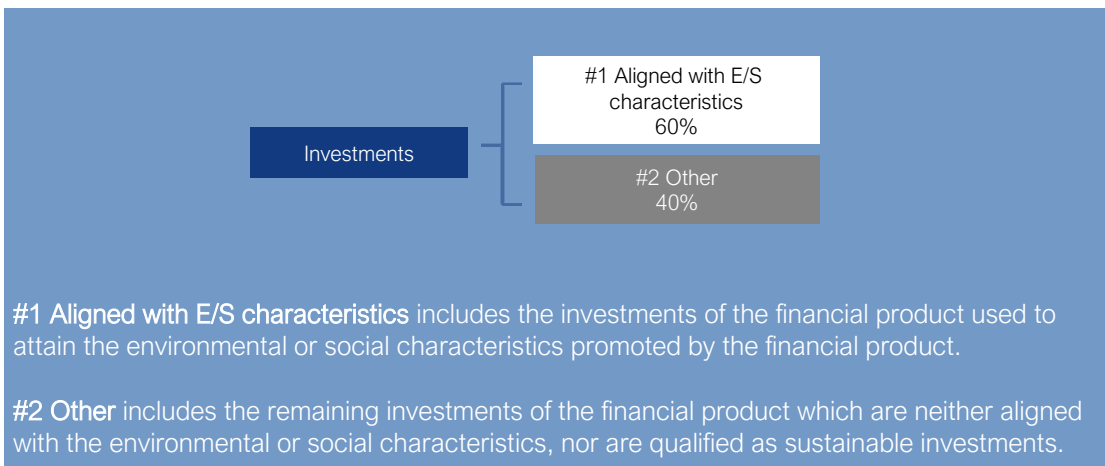 #1 Aligned with E/S
characteristics
60%
Investments
#2 Other
40%
#1 Aligned with E/S characteristics includes the investments of the financial product used to
attain the environmental or social characteristics promoted by the financial product.
#2 Other includes the remaining investments of the financial product which are neither aligned
with the environmental or social characteristics, nor are qualified as sustainable investments.